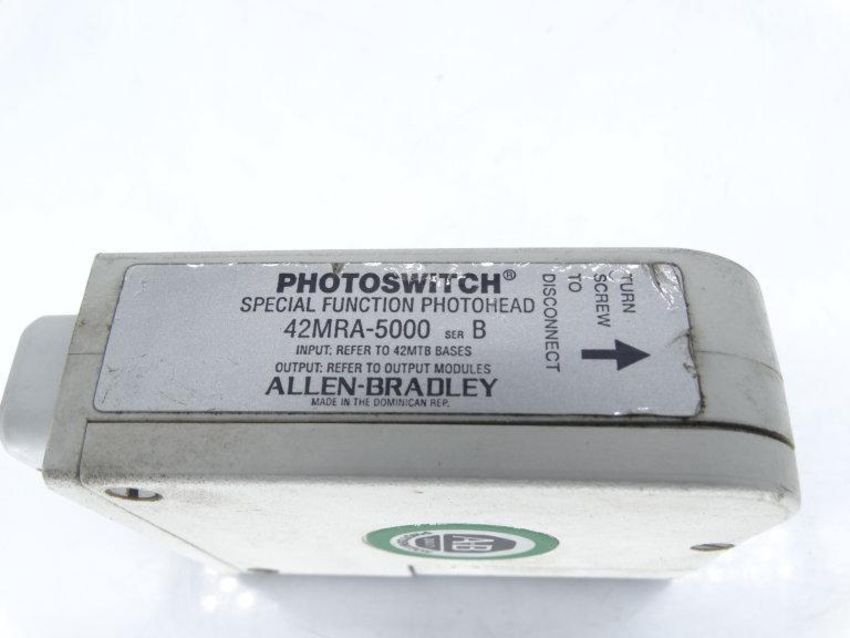 PHOTOSWITCH®
SPECIAL FUNCTION PHOTOHEAD
42MRA-5000 SER B
INPUT: REFER TO 42MTB BASES
OUTPUT: REFER TO OUTPUT MODULES
ALLEN-BRADLEY
MADE IN THE DOMINICAN REP.
TURN
SCREW
TO
DISCONNECT
A-B